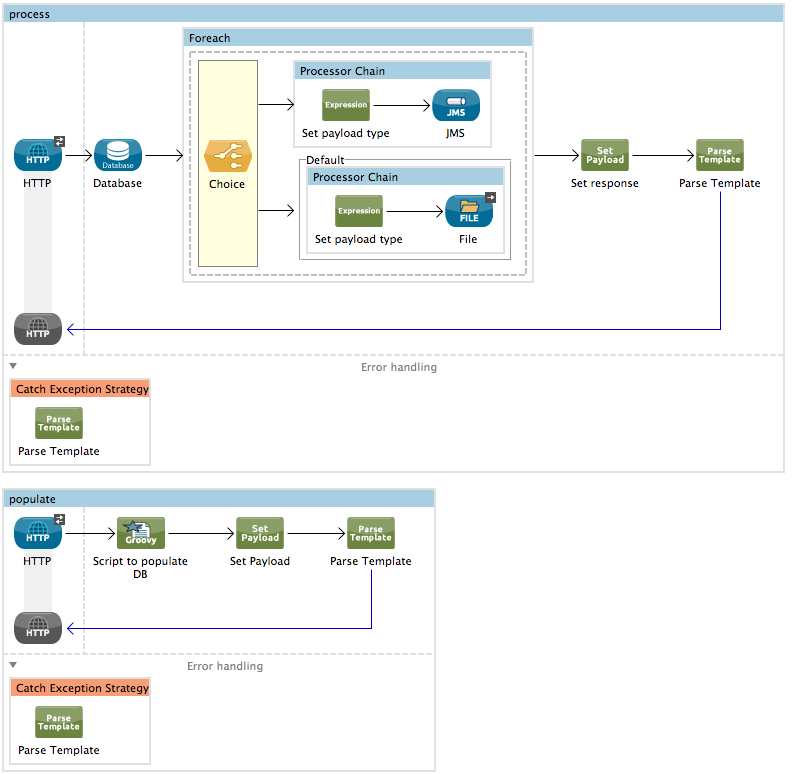 process
Foreach
Processor Chain
Expression
JMS
Set payload type
JMS
HTTP
HTTP
Database
Database
Choice
Default
Processor Chain
Expression
FILE
Set payload type
File
Set
Payload
Set response
Parse
Template
Parse Template
HTTP
Error handling
Catch Exception Strategy
Parse
Template
Parse Template
populate
HTTP
HTTP
Groovy
Script to populate
DB
Set
Payload
Set Payload
Parse
Template
Parse Template
HTTP
Error handling
Catch Exception Strategy
Parse
Template
Parse Template